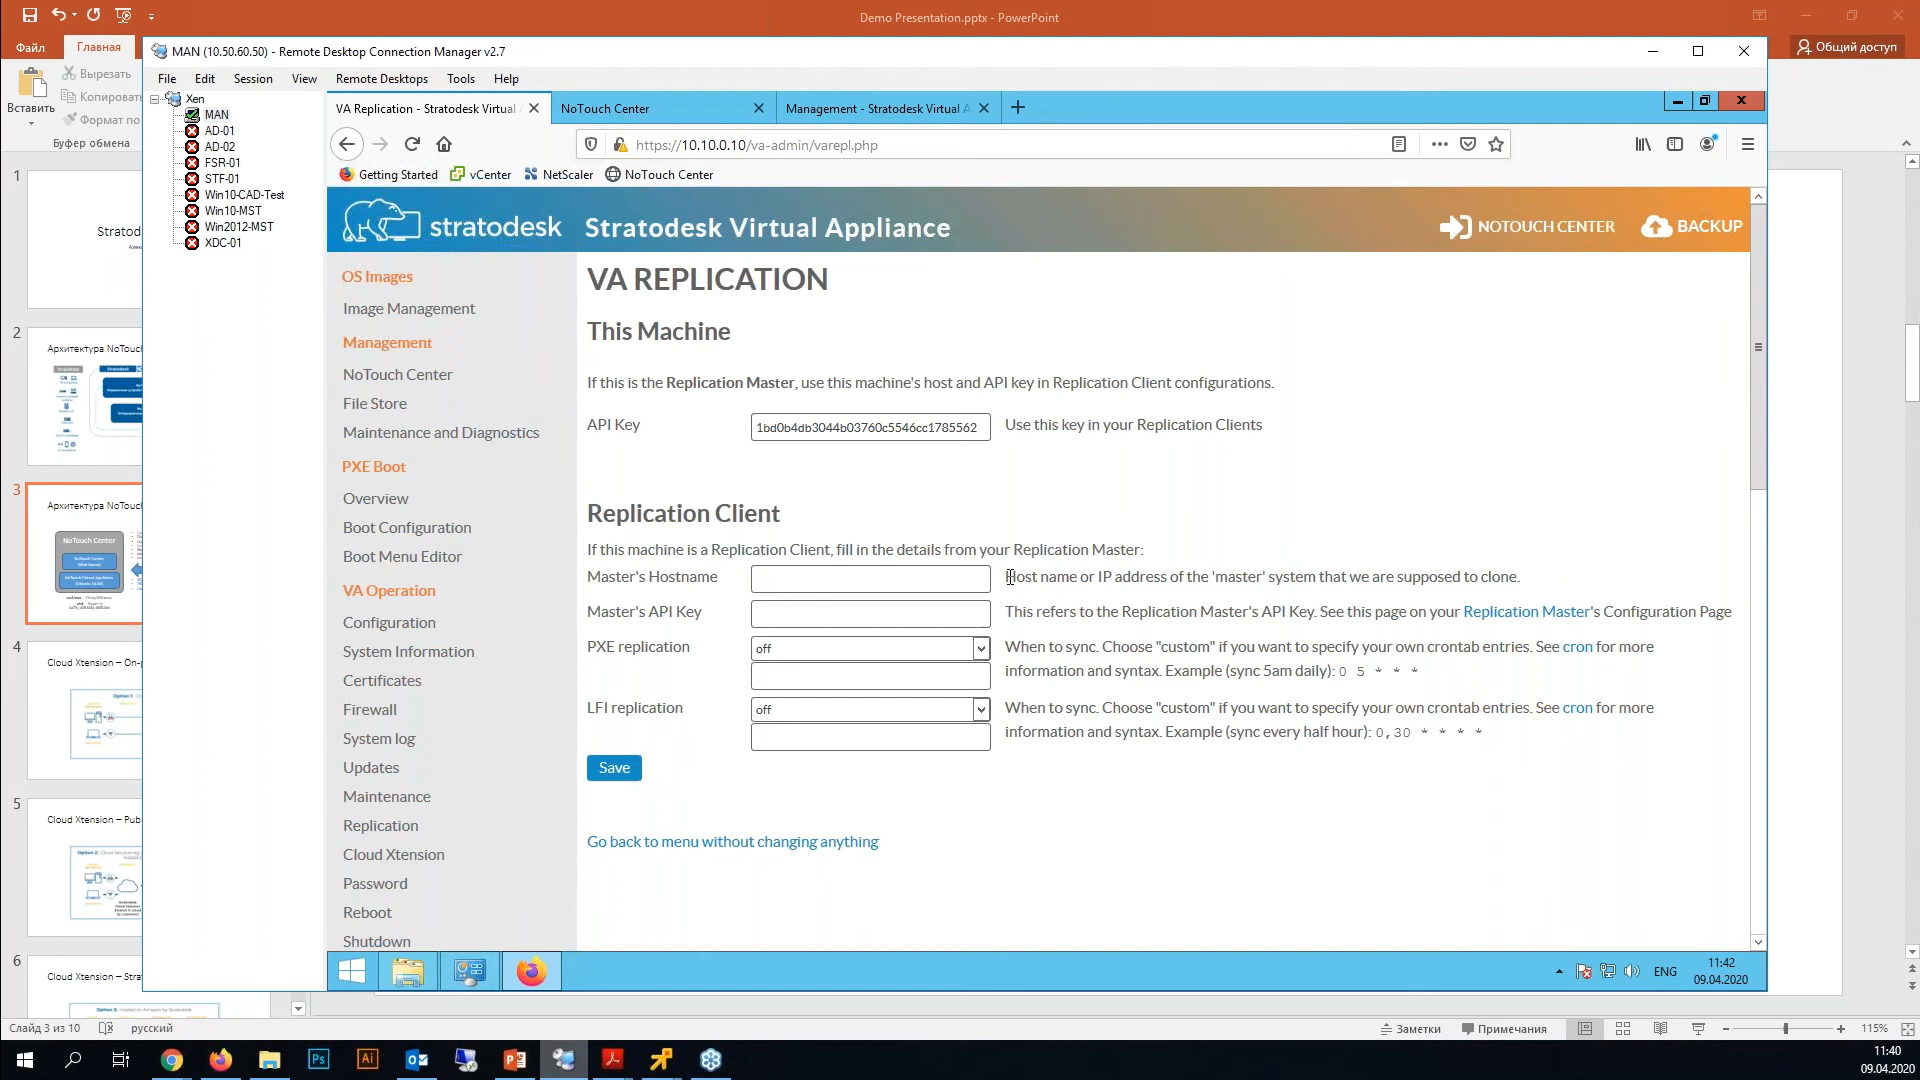 Demo Presentation.pptx - PowerPoint
Файл
Главная
Общий доступ
Вставить
Вырезать
Копировать
Формат по
Буфер обмена
MAN (10.50.60.50) - Remote Desktop Connection Manager v2.7
File Edit Session View Remote Desktops Tools Help
Xen
MAN
AD-01
AD-02
FSR-01
STF-01
Win10-CAD-Test
Win10-MST
Win2012-MST
XDC-01
VA Replication - Stratodesk Virtual
NoTouch Center
Management - Stratodesk Virtual A
https://10.10.0.10/va-admin/varepl.php
Getting Started vCenter NetScaler NoTouch Center
stratodesk Stratodesk Virtual Appliance
NOTOUCH CENTER
BACKUP
OS Images
Image Management
Management
NoTouch Center
File Store
Maintenance and Diagnostics
PXE Boot
Overview
Boot Configuration
Boot Menu Editor
VA Operation
Configuration
System Information
Certificates
Firewall
System log
Updates
Maintenance
Replication
Cloud Xtension
Password
Reboot
Shutdown
VA REPLICATION
This Machine
If this is the Replication Master, use this machine's host and API key in Replication Client configurations.
API Key 1bd0b4db3044b03760c5546cc1785562 Use this key in your Replication Clients
Replication Client
If this machine is a Replication Client, fill in the details from your Replication Master:
Master's Hostname Host name or IP address of the 'master' system that we are supposed to clone.
Master's API Key This refers to the Replication Master's API Key. See this page on your Replication Master's Configuration Page
PXE replication off When to sync. Choose "custom" if you want to specify your own crontab entries. See cron for more
information and syntax. Example (sync 5am daily): 0 5 * * *
LFI replication off When to sync. Choose "custom" if you want to specify your own crontab entries. See cron for more
information and syntax. Example (sync every half hour): 0,30 * * * *
Save
Go back to menu without changing anything
ENG
11:42
09.04.2020
1
Stratod
2
Архитектура NoTouch
3
Архитектура NoTouch
NoTouch Center
4
Cloud Xtension – On-p
5
Cloud Xtension – Pub
6
Cloud Xtension – Stra
Слайд 3 из 10
русский
Заметки
Примечания
115%
11:40
09.04.2020